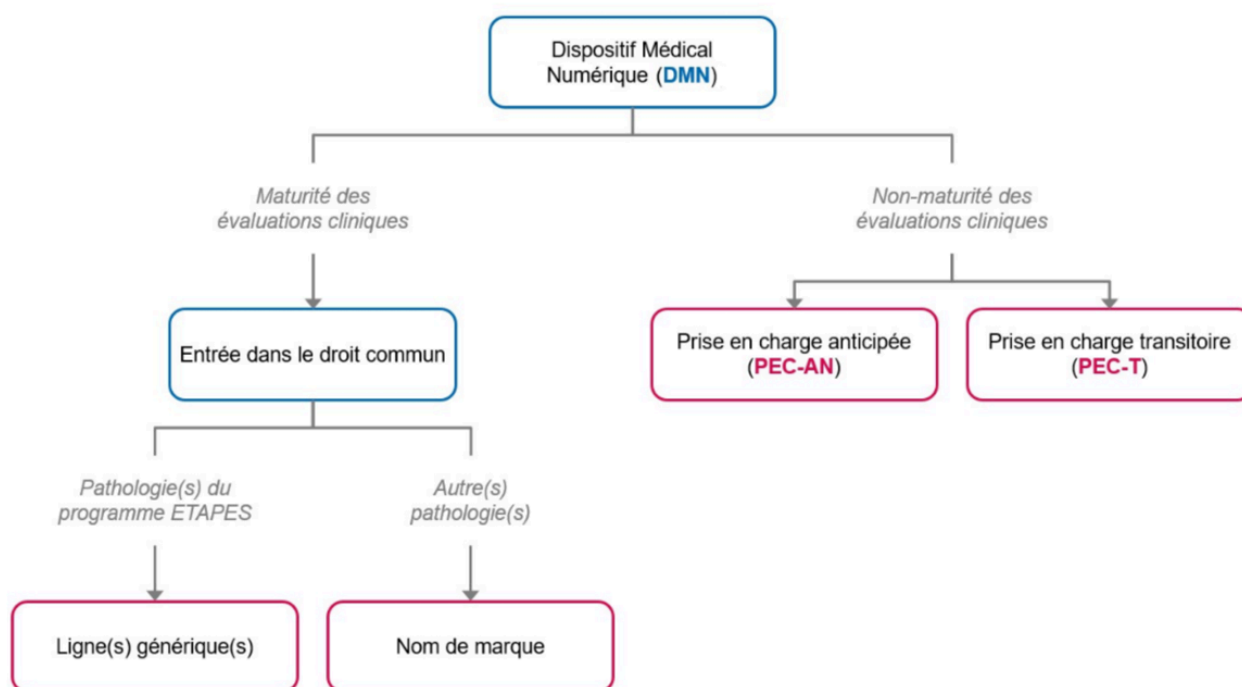 Dispositif Médical
Numérique (DMN)
Maturité des
évaluations cliniques
Non-maturité des
évaluations cliniques
Entrée dans le droit commun
Prise en charge anticipée
(PEC-AN)
Prise en charge transitoire
(PEC-T)
Pathologie(s) du
programme ETAPES
Autre(s)
pathologie(s)
Ligne(s) générique(s)
Nom de marque